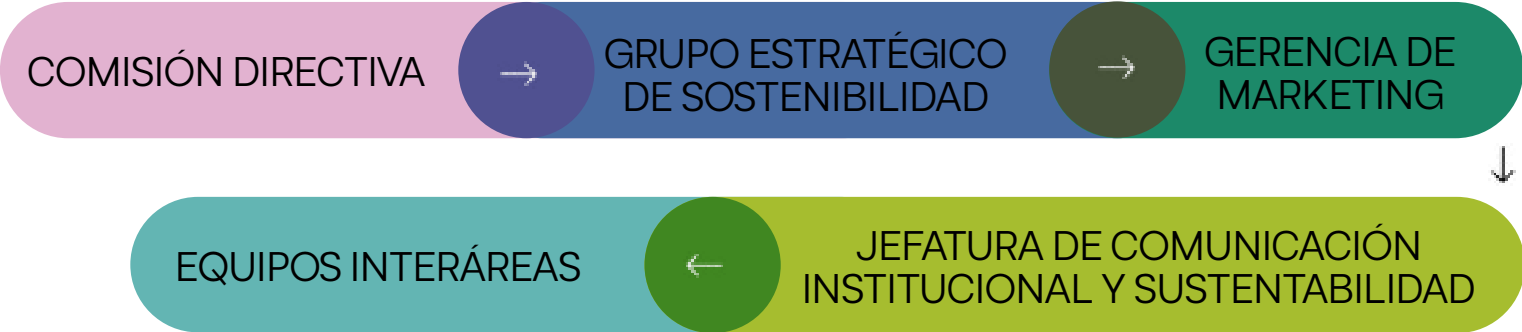 COMISIÓN DIRECTIVA
GRUPO ESTRATÉGICO
DE SOSTENIBILIDAD
GERENCIA DE
MARKETING
JEFATURA DE COMUNICACIÓN
INSTITUCIONAL Y SUSTENTABILIDAD
EQUIPOS INTERÁREAS